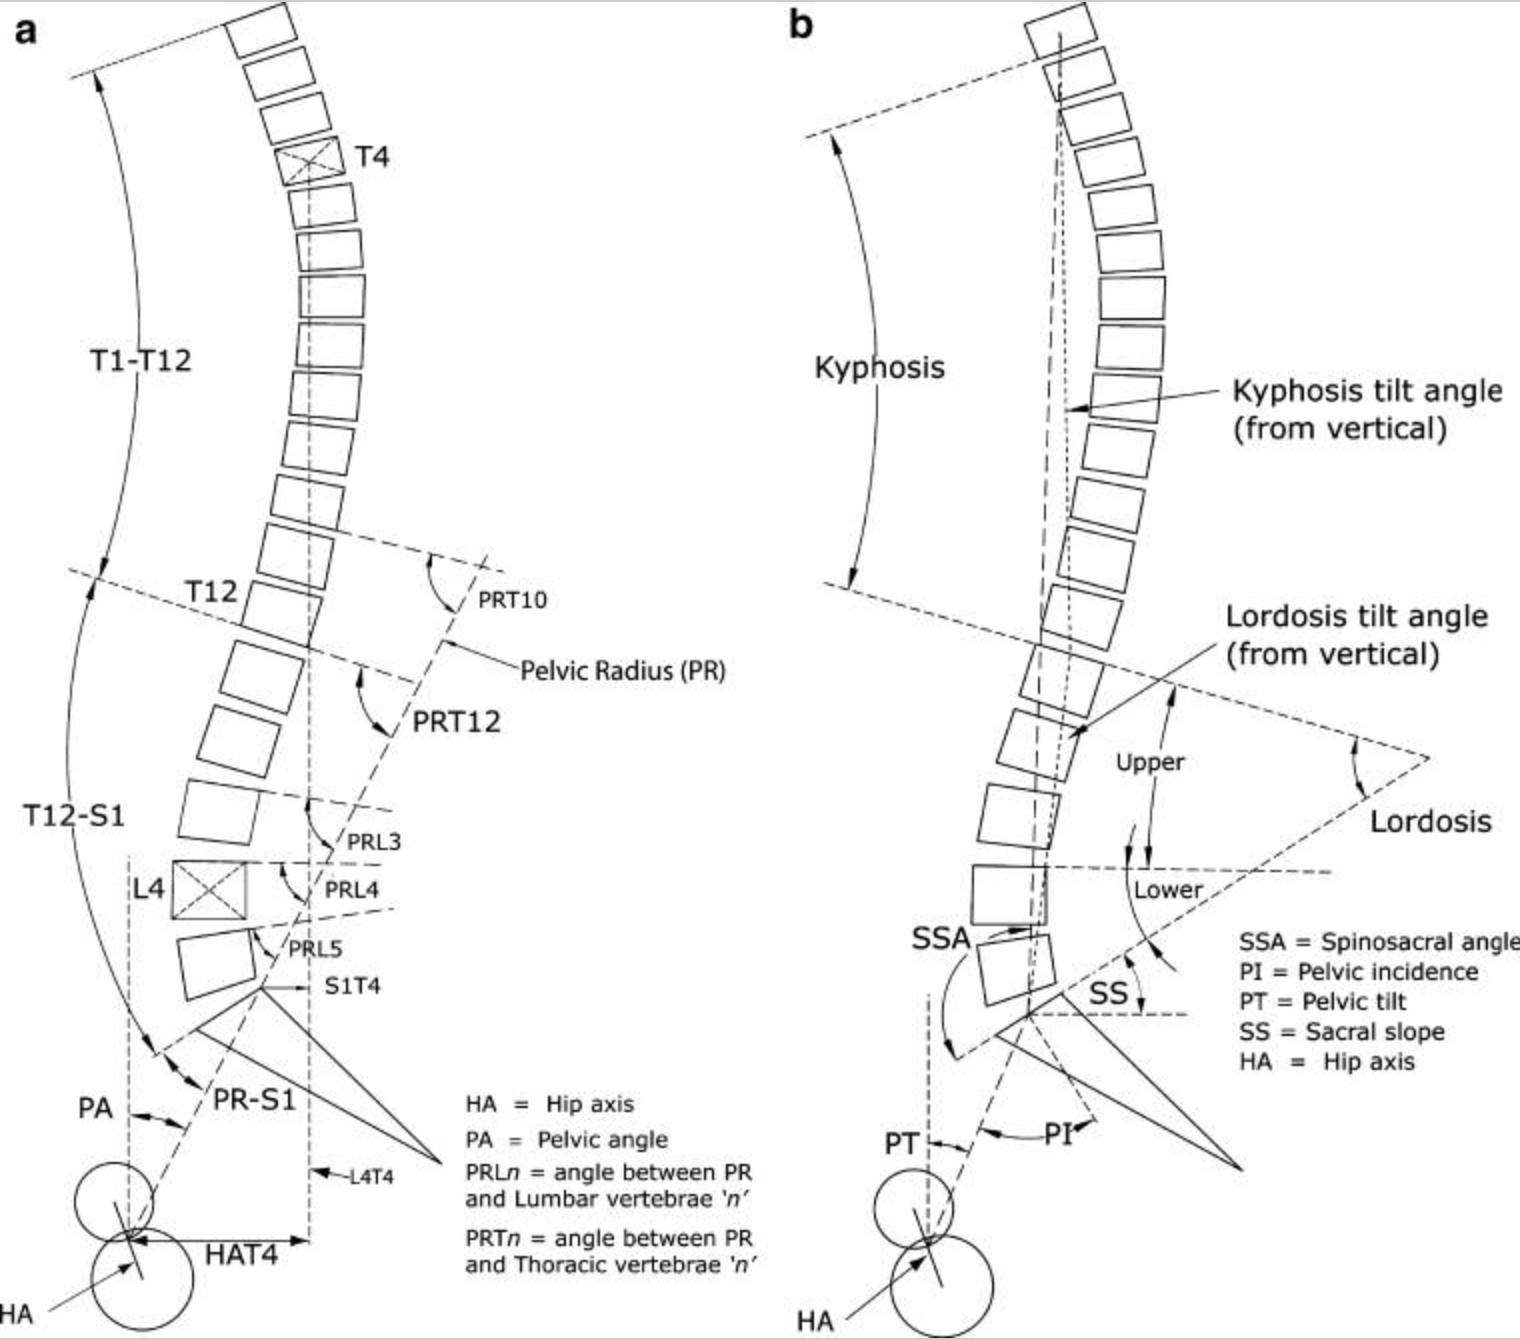 a
T4
T1-T12
T12
PRT10
Pelvic Radius (PR)
PRT12
T12-S1
PRL3
L4
PRL4
PRL5
S1T4
PR-S1
PA
L4T4
HAT4
HA
HA = Hip axis
PA = Pelvic angle
PRLn = angle between PR
and Lumbar vertebrae 'n'
PRTn = angle between PR
and Thoracic vertebrae 'n'
b
Kyphosis
Kyphosis tilt angle
(from vertical)
Lordosis tilt angle
(from vertical)
Upper
Lordosis
Lower
SSA
SS
PT
PI
HA
SSA = Spinosacral angle
PI = Pelvic incidence
PT = Pelvic tilt
SS = Sacral slope
HA = Hip axis